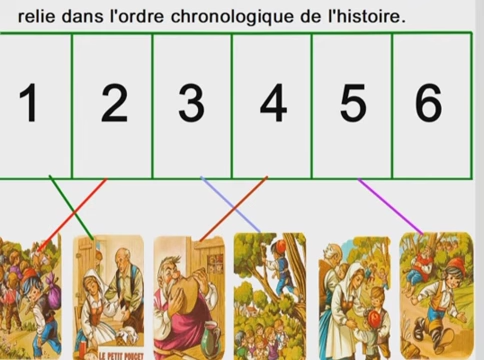 relie dans l'ordre chronologique de l'histoire.
1 2 3 4 5 6
LE PETIT POUCET